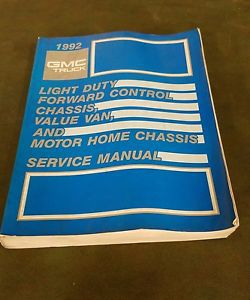 1992
GMC
TRUCK
LIGHT DUTY
FORWARD CONTROL
CHASSIS,
VALUE VAN,
AND
MOTOR HOME CHASSIS
SERVICE MANUAL